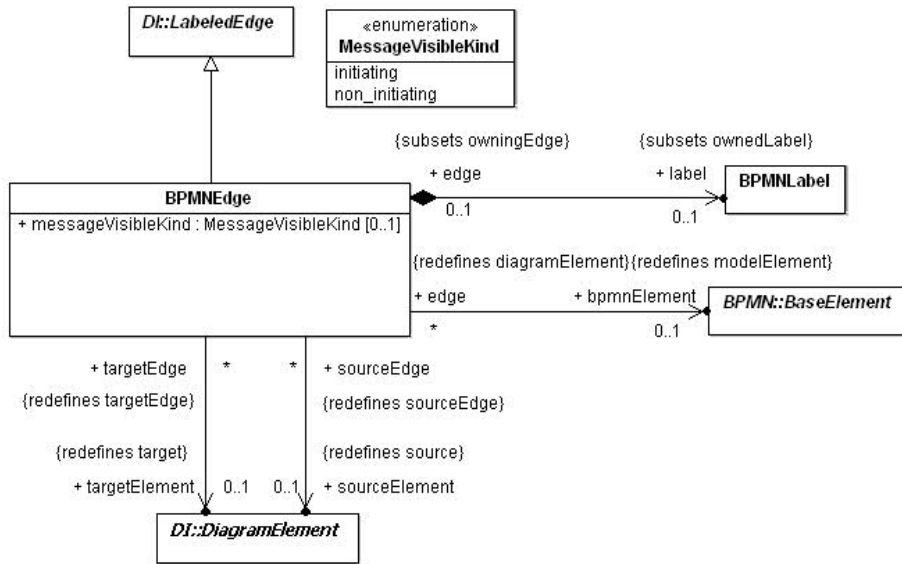 DI::LabeledEdge
«enumeration»
MessageVisibleKind
initiating
non_initiating
{subsets owningEdge}
{subsets ownedLabel}
+ edge
+ label
0..1
0..1
BPMNLabel
BPMNEdge
+ messageVisibleKind : MessageVisibleKind [0..1]
{redefines diagramElement}{redefines modelElement}
+ edge
+ bpmnElement
*
0..1
BPMN::BaseElement
+ targetEdge
*
*
+ sourceEdge
{redefines targetEdge}
{redefines sourceEdge}
{redefines target}
{redefines source}
+ targetElement
0..1
0..1
+ sourceElement
DI::DiagramElement